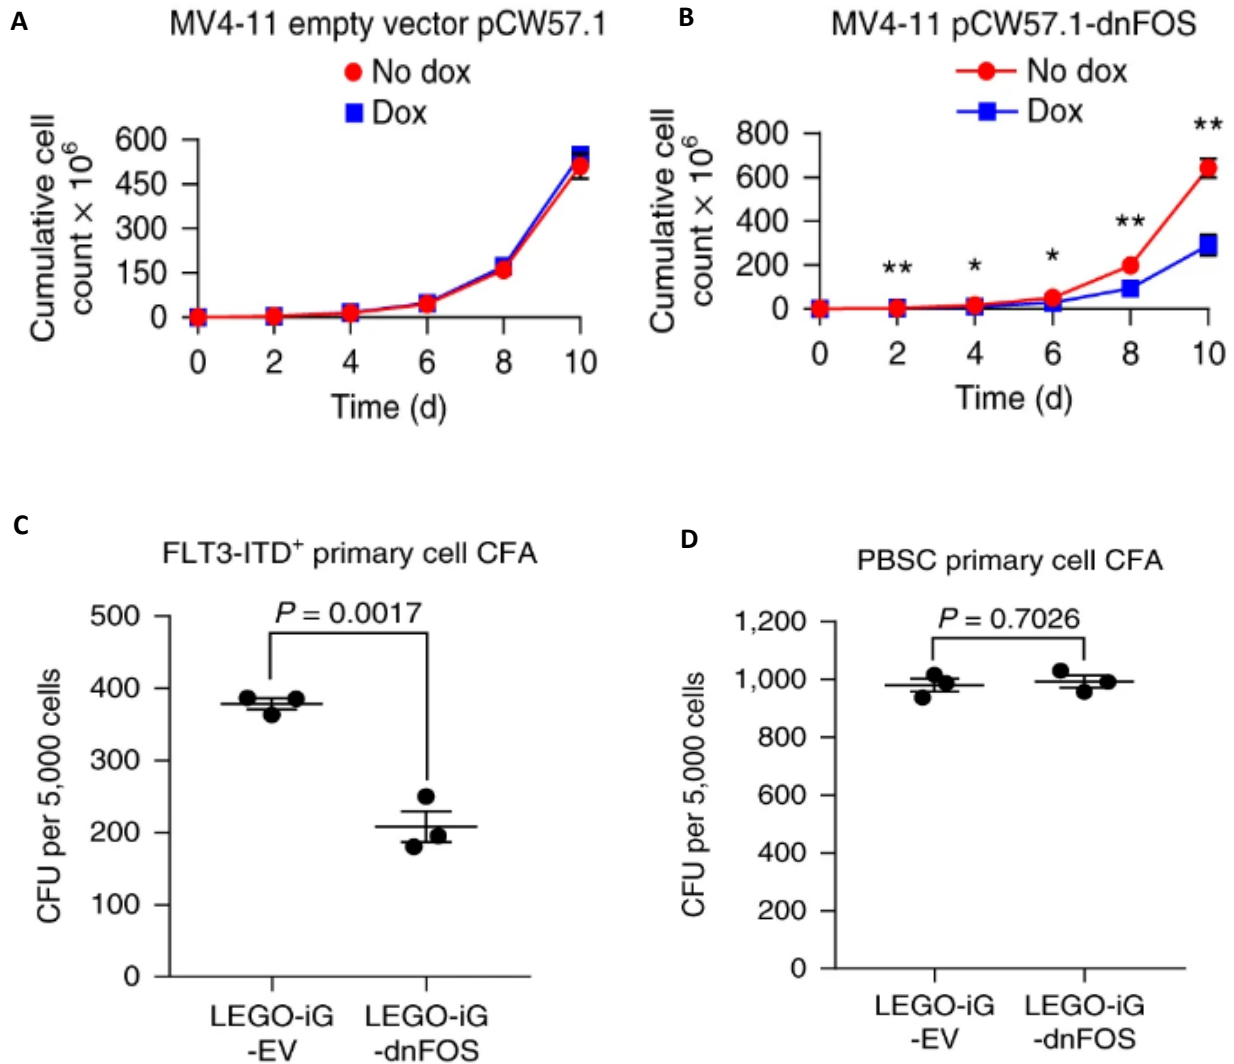 A
MV4-11 empty vector pCW57.1
No dox
Dox
Cumulative cell
count × 10⁶
600
450
300
150
0
0 2 4 6 8 10
Time (d)
B
MV4-11 pCW57.1-dnFOS
No dox
Dox
Cumulative cell
count × 10⁶
800
600
400
200
0
** * * ** **
0 2 4 6 8 10
Time (d)
C
FLT3-ITD⁺ primary cell CFA
P = 0.0017
CFU per 5,000 cells
500
400
300
200
100
0
LEGO-iG
-EV
LEGO-iG
-dnFOS
D
PBSC primary cell CFA
P = 0.7026
CFU per 5,000 cells
1,200
1,000
800
600
400
200
0
LEGO-iG
-EV
LEGO-iG
-dnFOS